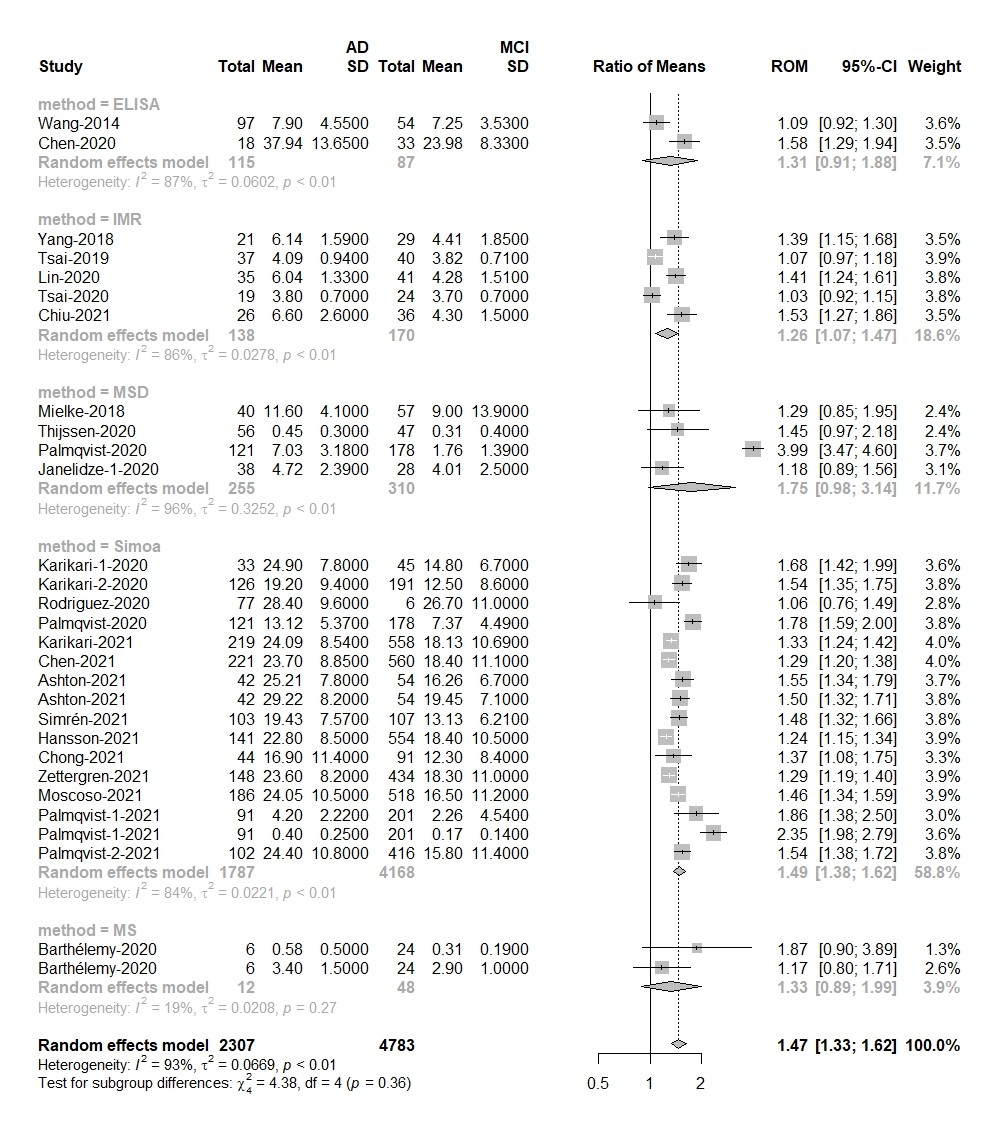 AD MCI
Study Total Mean SD Total Mean SD Ratio of Means ROM 95%-CI Weight
method = ELISA
Wang-2014 97 7.90 4.5500 54 7.25 3.5300 1.09 [0.92; 1.30] 3.6%
Chen-2020 18 37.94 13.6500 33 23.98 8.3300 1.58 [1.29; 1.94] 3.5%
Random effects model 115 87 1.31 [0.91; 1.88] 7.1%
Heterogeneity: I² = 87%, τ² = 0.0602, p < 0.01
method = IMR
Yang-2018 21 6.14 1.5900 29 4.41 1.8500 1.39 [1.15; 1.68] 3.5%
Tsai-2019 37 4.09 0.9400 40 3.82 0.7100 1.07 [0.97; 1.18] 3.9%
Lin-2020 35 6.04 1.3300 41 4.28 1.5100 1.41 [1.24; 1.61] 3.8%
Tsai-2020 19 3.80 0.7000 24 3.70 0.7000 1.03 [0.92; 1.15] 3.8%
Chiu-2021 26 6.60 2.6000 36 4.30 1.5000 1.53 [1.27; 1.86] 3.5%
Random effects model 138 170 1.26 [1.07; 1.47] 18.6%
Heterogeneity: I² = 86%, τ² = 0.0278, p < 0.01
method = MSD
Mielke-2018 40 11.60 4.1000 57 9.00 13.9000 1.29 [0.85; 1.95] 2.4%
Thijssen-2020 56 0.45 0.3000 47 0.31 0.4000 1.45 [0.97; 2.18] 2.4%
Palmqvist-2020 121 7.03 3.1800 178 1.76 1.3900 3.99 [3.47; 4.60] 3.7%
Janelidze-1-2020 38 4.72 2.3900 28 4.01 2.5000 1.18 [0.89; 1.56] 3.1%
Random effects model 255 310 1.75 [0.98; 3.14] 11.7%
Heterogeneity: I² = 96%, τ² = 0.3252, p < 0.01
method = Simoa
Karikari-1-2020 33 24.90 7.8000 45 14.80 6.7000 1.68 [1.42; 1.99] 3.6%
Karikari-2-2020 126 19.20 9.4000 191 12.50 8.6000 1.54 [1.35; 1.75] 3.8%
Rodriguez-2020 77 28.40 9.6000 6 26.70 11.0000 1.06 [0.76; 1.49] 2.8%
Palmqvist-2020 121 13.12 5.3700 178 7.37 4.4900 1.78 [1.59; 2.00] 3.8%
Karikari-2021 219 24.09 8.5400 558 18.13 10.6900 1.33 [1.24; 1.42] 4.0%
Chen-2021 221 23.70 8.8500 560 18.40 11.1000 1.29 [1.20; 1.38] 4.0%
Ashton-2021 42 25.21 7.8000 54 16.26 6.7000 1.55 [1.34; 1.79] 3.7%
Ashton-2021 42 29.22 8.2000 54 19.45 7.1000 1.50 [1.32; 1.71] 3.8%
Simrén-2021 103 19.43 7.5700 107 13.13 6.2100 1.48 [1.32; 1.66] 3.8%
Hansson-2021 141 22.80 8.5000 554 18.40 10.5000 1.24 [1.15; 1.34] 3.9%
Chong-2021 44 16.90 11.4000 91 12.30 8.4000 1.37 [1.08; 1.75] 3.3%
Zettergren-2021 148 23.60 8.2000 434 18.30 11.0000 1.29 [1.19; 1.40] 3.9%
Moscoso-2021 186 24.05 10.5000 518 16.50 11.2000 1.46 [1.34; 1.59] 3.9%
Palmqvist-1-2021 91 4.20 2.2200 201 2.26 4.5400 1.86 [1.38; 2.50] 3.0%
Palmqvist-1-2021 91 0.40 0.2500 201 0.17 0.1400 2.35 [1.98; 2.79] 3.6%
Palmqvist-2-2021 102 24.40 10.8000 416 15.80 11.4000 1.54 [1.38; 1.72] 3.8%
Random effects model 1787 4168 1.49 [1.38; 1.62] 58.8%
Heterogeneity: I² = 84%, τ² = 0.0221, p < 0.01
method = MS
Barthélemy-2020 6 0.58 0.5000 24 0.31 0.1900 1.87 [0.90; 3.89] 1.3%
Barthélemy-2020 6 3.40 1.5000 24 2.90 1.0000 1.17 [0.80; 1.71] 2.6%
Random effects model 12 48 1.33 [0.89; 1.99] 3.9%
Heterogeneity: I² = 19%, τ² = 0.0208, p = 0.27
Random effects model 2307 4783 1.47 [1.33; 1.62] 100.0%
Heterogeneity: I² = 93%, τ² = 0.0669, p < 0.01
Test for subgroup differences: χ²₄ = 4.38, df = 4 (p = 0.36)
0.5 1 2